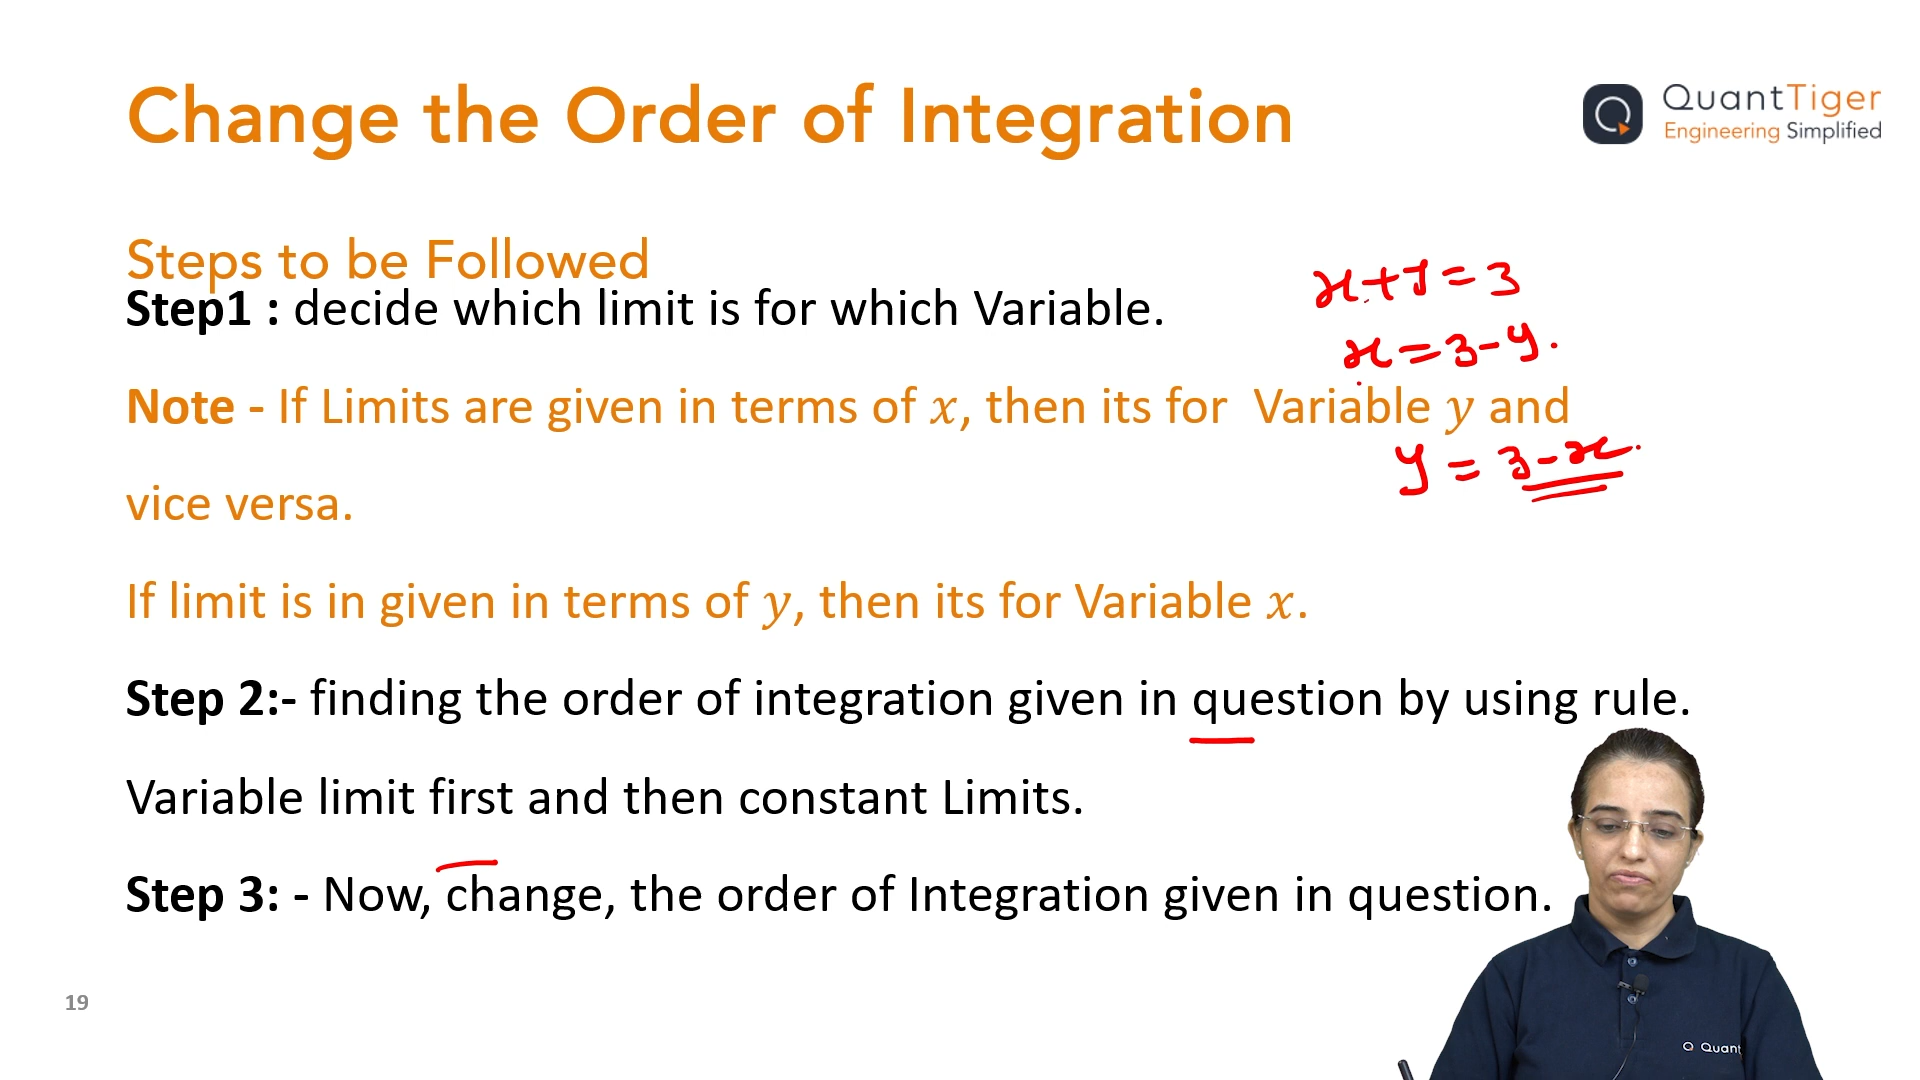 Change the Order of Integration
QuantTiger
Engineering Simplified
Steps to be Followed
x+y=3
Step1 : decide which limit is for which Variable.
x=3-y.
Note - If Limits are given in terms of x, then its for Variable y and
y = 3-x.
vice versa.
If limit is in given in terms of y, then its for Variable x.
Step 2:- finding the order of integration given in question by using rule.
Variable limit first and then constant Limits.
Step 3: - Now, change, the order of Integration given in question.
19
Quant